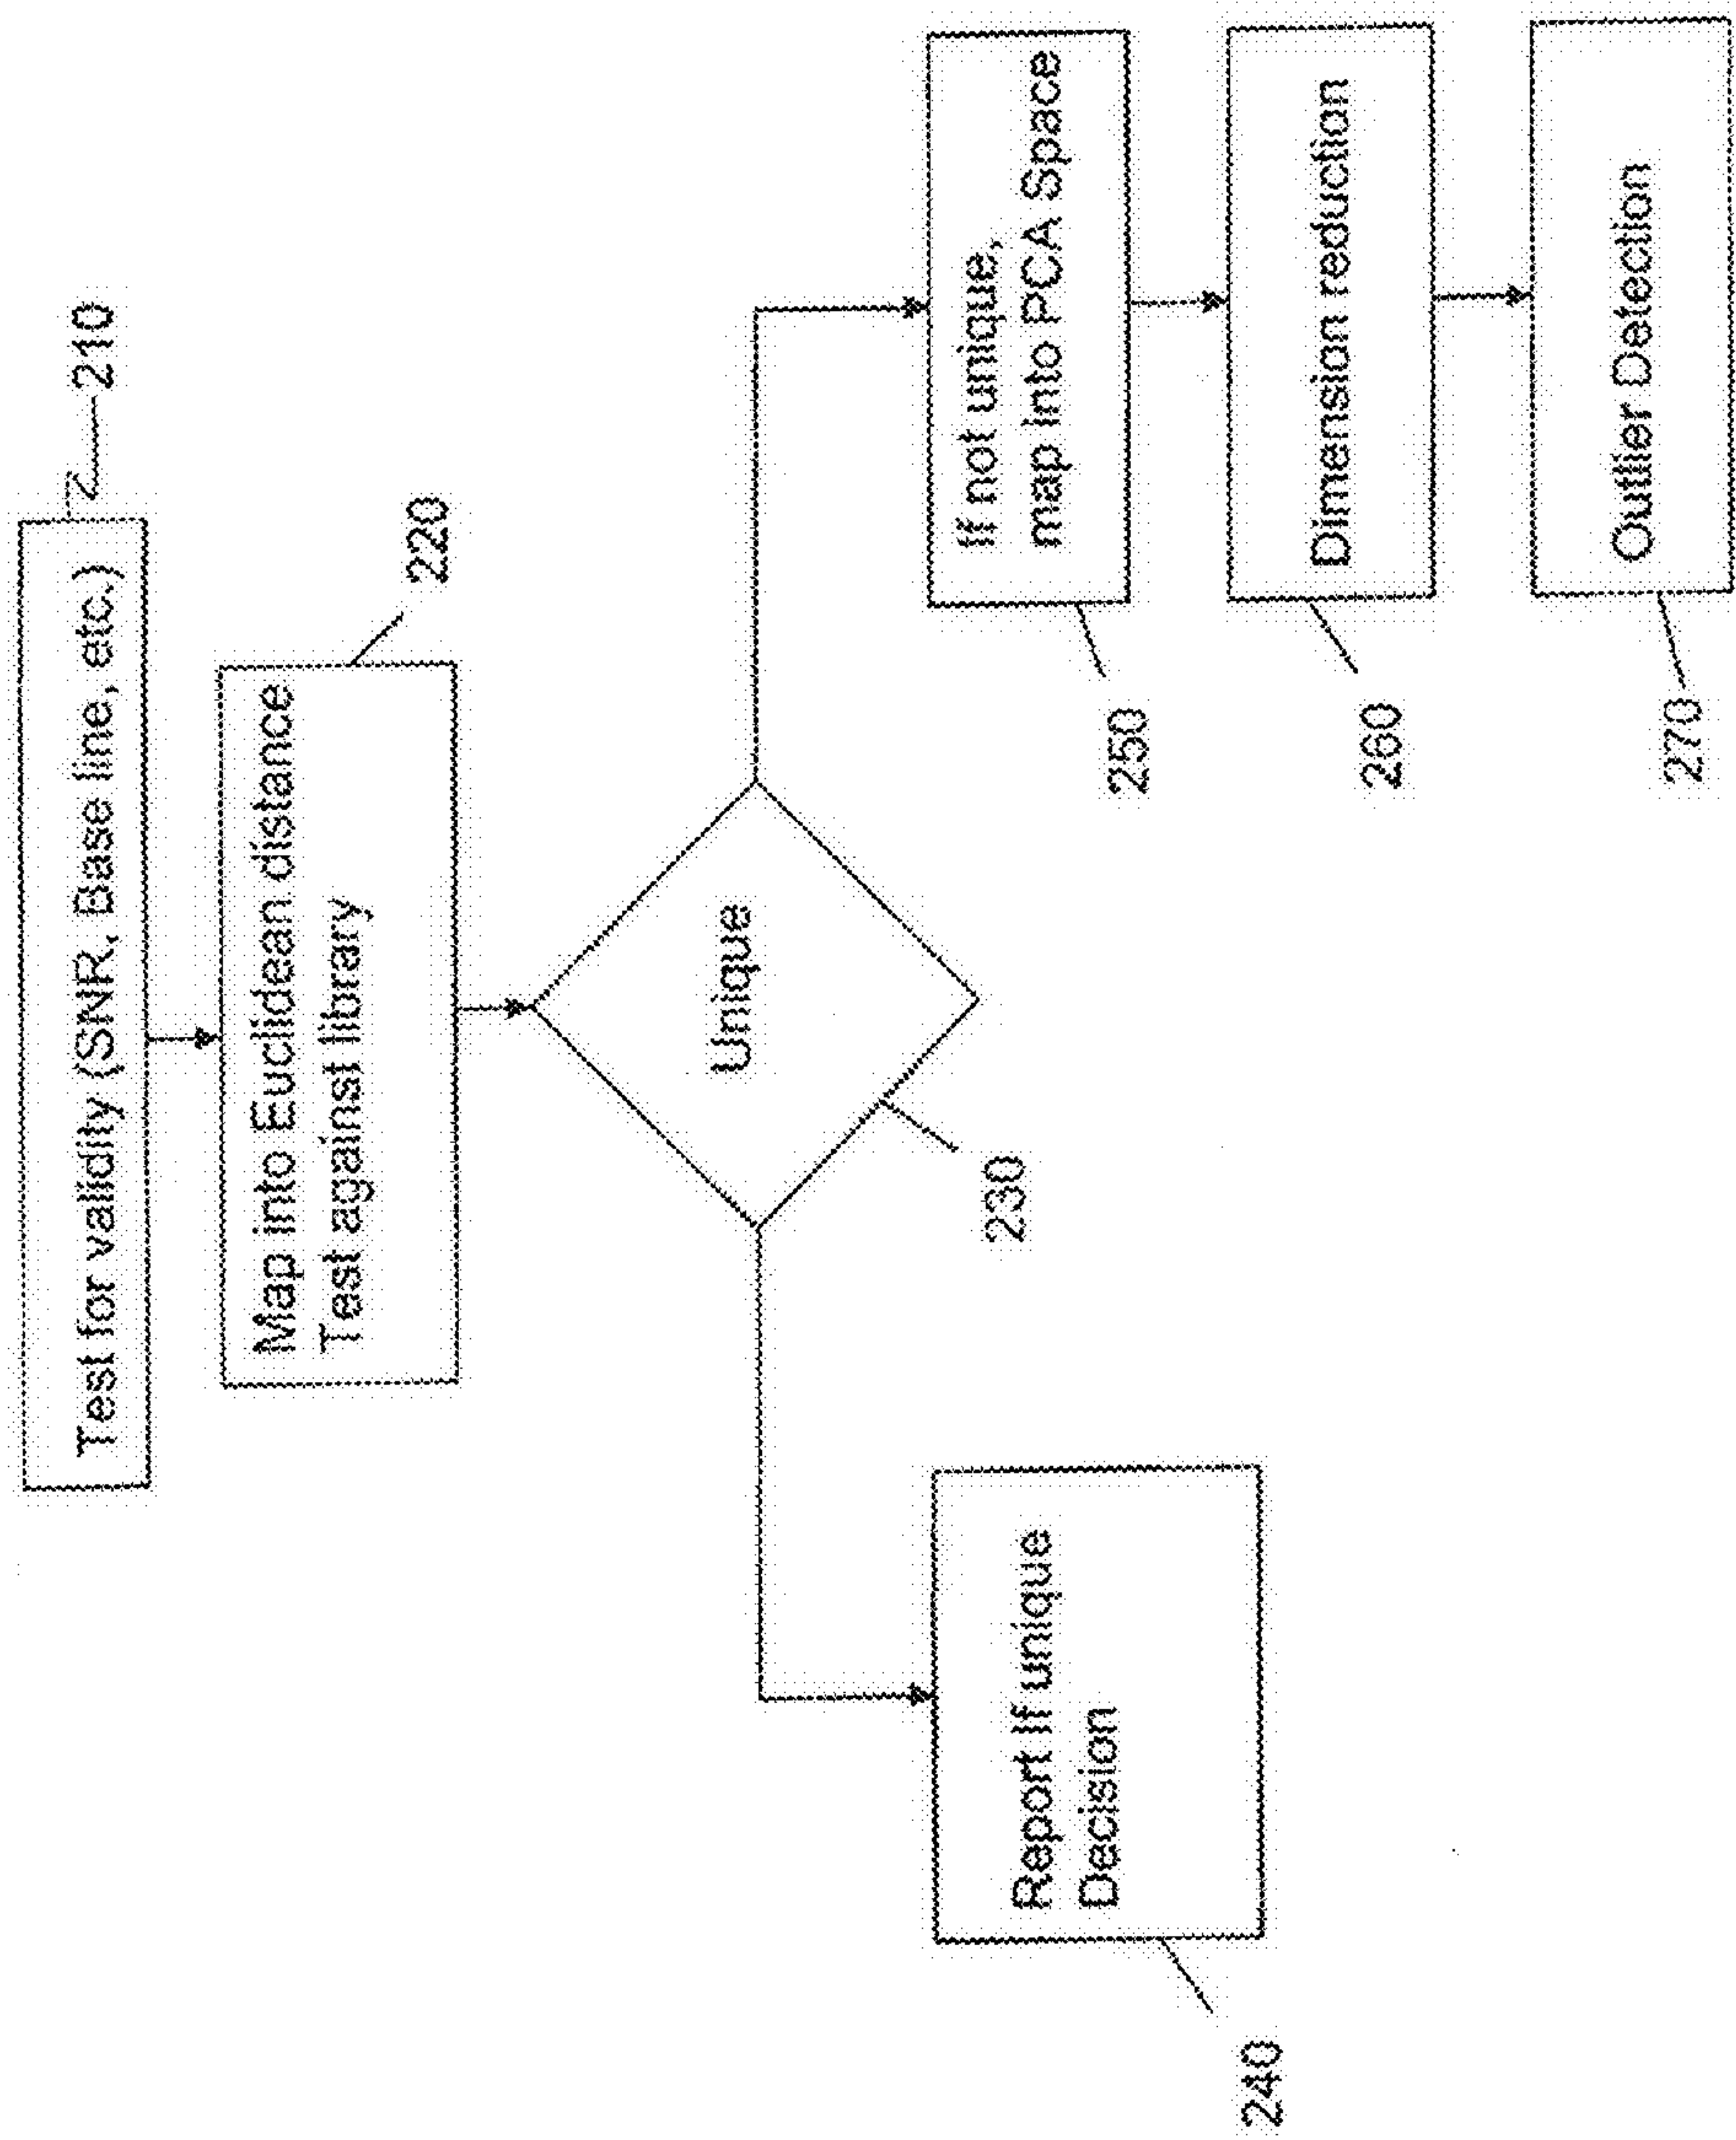 Test for validity (SNR, Base line, etc.)
210
Map into Euclidean distance
Test against library
220
Unique
230
Report If unique
Decision
240
If not unique,
map into PCA Space
250
Dimension reduction
260
Outlier Detection
270